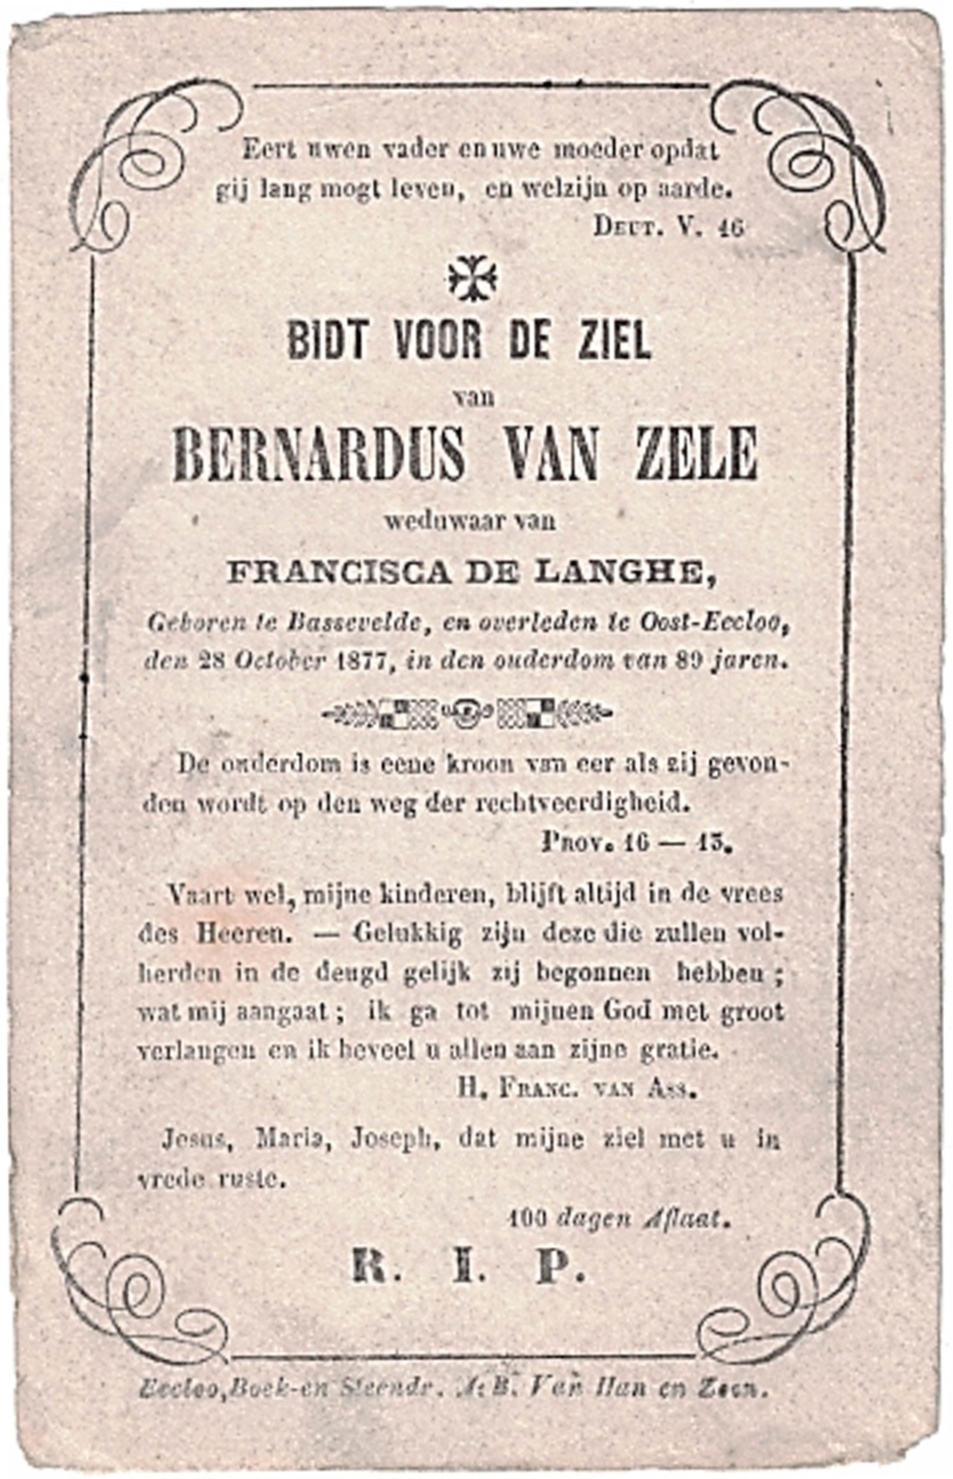 Eert uwen vader en uwe moeder opdat
gij lang mogt leven, en welzijn op aarde.
DEUT. V. 16
BIDT VOOR DE ZIEL
van
BERNARDUS VAN ZELE
weduwaar van
FRANCISCA DE LANGHE,
Geboren te Bassevelde, en overleden te Oost-Eecloo,
den 28 October 1877, in den ouderdom van 89 jaren.
De ouderdom is eene kroon van eer als zij gevon-
den wordt op den weg der rechtveerdigheid.
PROV. 16 — 13.
Vaart wel, mijne kinderen, blijft altijd in de vrees
des Heeren. — Gelukkig zijn deze die zullen vol-
herden in de deugd gelijk zij begonnen hebben ;
wat mij aangaat ; ik ga tot mijnen God met groot
verlangen en ik beveel u allen aan zijne gratie.
H. FRANC. VAN ASS.
Jesus, Maria, Joseph, dat mijne ziel met u in
vrede ruste.
100 dagen Aflaat.
R. I. P.
Eecloo, Boek-en Steendr. A. B. Van Han en Zoon.